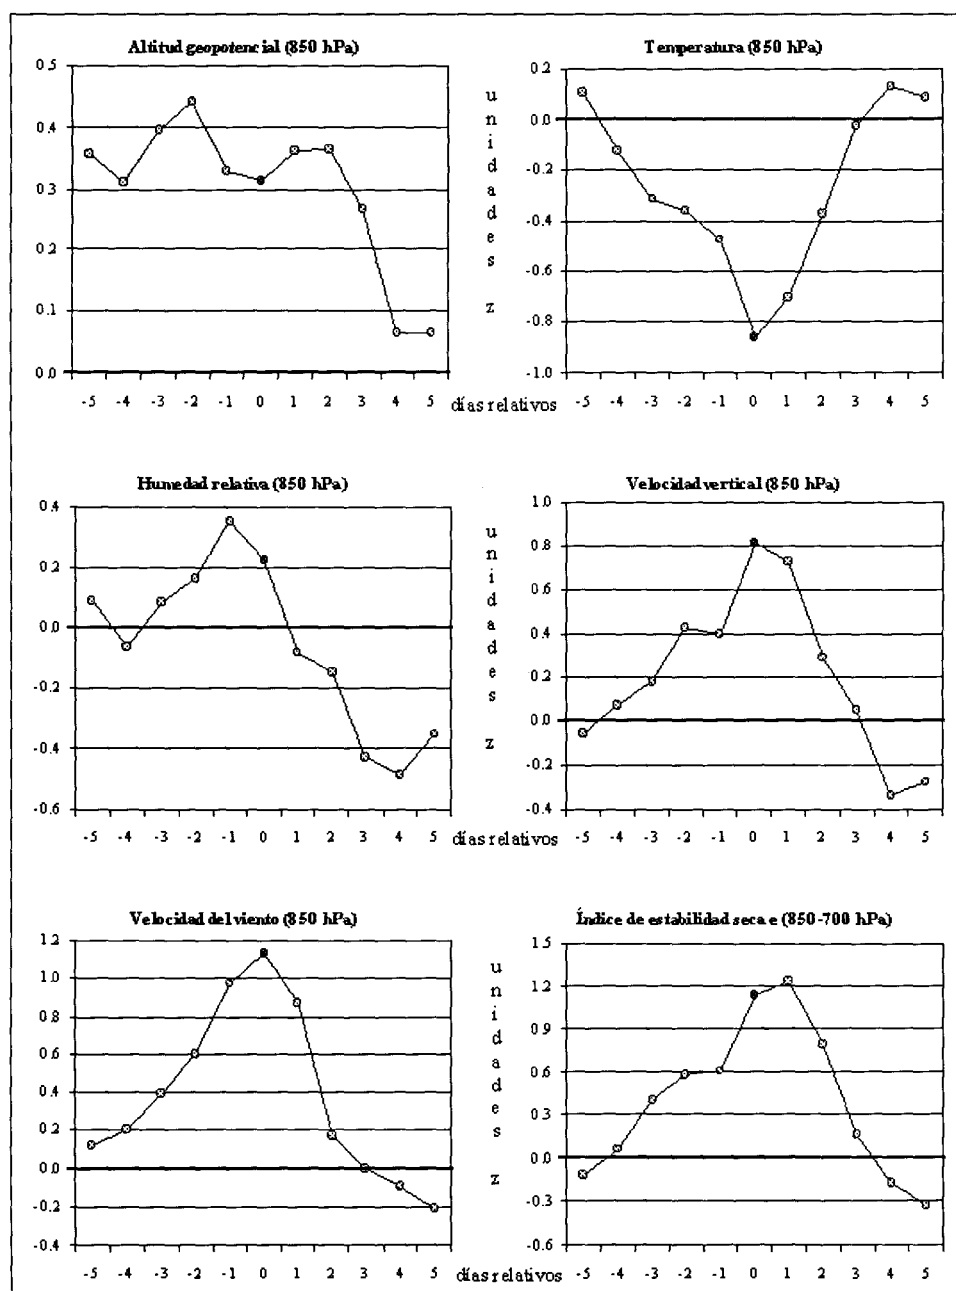 Altitud geopotencial (850 hPa)
0.5
0.4
0.3
0.2
0.1
0.0
-5 -4 -3 -2 -1 0 1 2 3 4 5
unidades z
Temperatura (850 hPa)
0.2
0.0
-0.2
-0.4
-0.6
-0.8
-1.0
días relativos -5 -4 -3 -2 -1 0 1 2 3 4 5
Humedad relativa (850 hPa)
0.4
0.2
0.0
-0.2
-0.4
-0.6
-5 -4 -3 -2 -1 0 1 2 3 4 5
unidades z
Velocidad vertical (850 hPa)
1.0
0.8
0.6
0.4
0.2
0.0
-0.2
-0.4
días relativos -5 -4 -3 -2 -1 0 1 2 3 4 5
Velocidad del viento (850 hPa)
1.2
1.0
0.8
0.6
0.4
0.2
0.0
-0.2
-0.4
-5 -4 -3 -2 -1 0 1 2 3 4 5
unidades z
Índice de estabilidad seca e (850-700 hPa)
1.5
1.2
0.9
0.6
0.3
0.0
-0.3
-0.6
días relativos -5 -4 -3 -2 -1 0 1 2 3 4 5